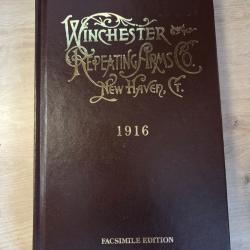 WINCHESTER
REPEATING ARMS CO.
NEW HAVEN, CT.
1916
FACSIMILE EDITION